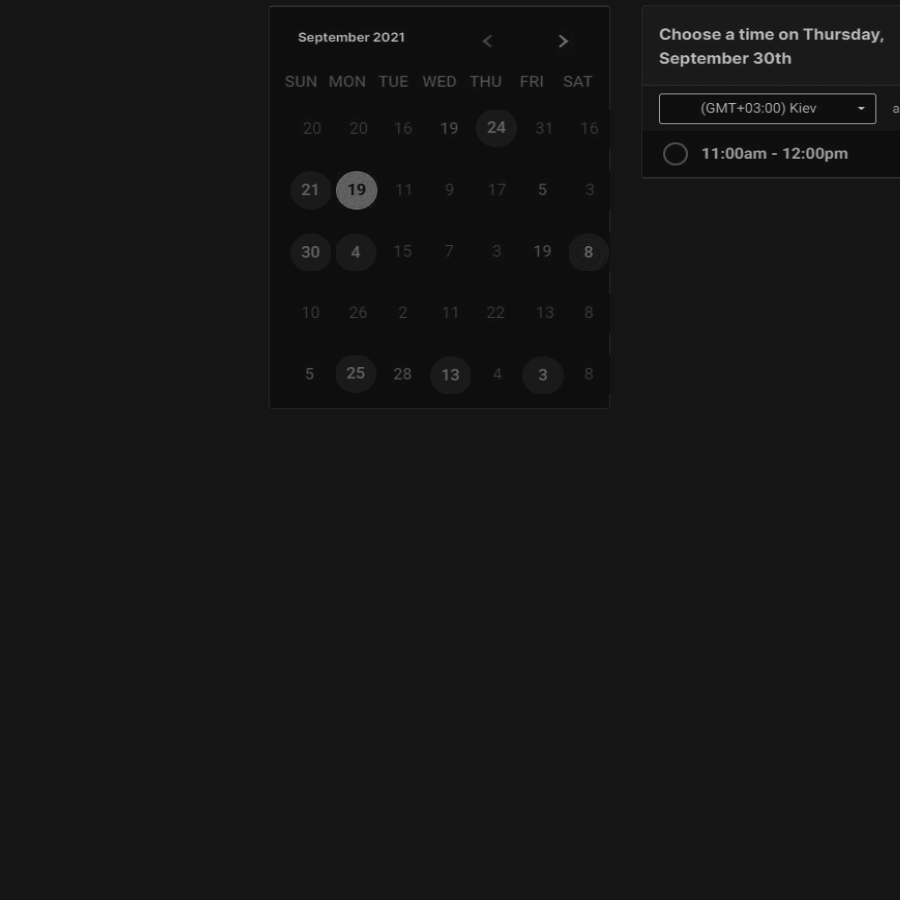 September 2021
SUN MON TUE WED THU FRI SAT
20 20 16 19 24 31 16
21 19 11 9 17 5 3
30 4 15 7 3 19 8
10 26 2 11 22 13 8
5 25 28 13 4 3 8
Choose a time on Thursday,
September 30th
(GMT+03:00) Kiev a
11:00am - 12:00pm